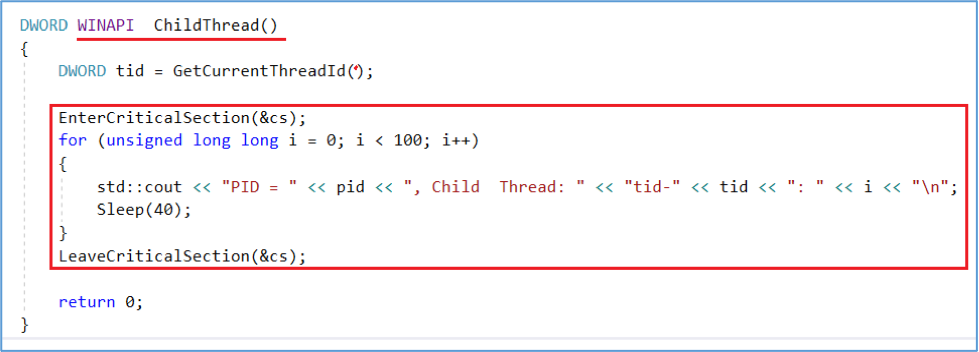 DWORD WINAPI  ChildThread()
{
    DWORD tid = GetCurrentThreadId();

    EnterCriticalSection(&cs);
    for (unsigned long long i = 0; i < 100; i++)
    {
        std::cout << "PID = " << pid << ", Child  Thread: " << "tid-" << tid << ": " << i << "\n";
        Sleep(40);
    }
    LeaveCriticalSection(&cs);

    return 0;
}